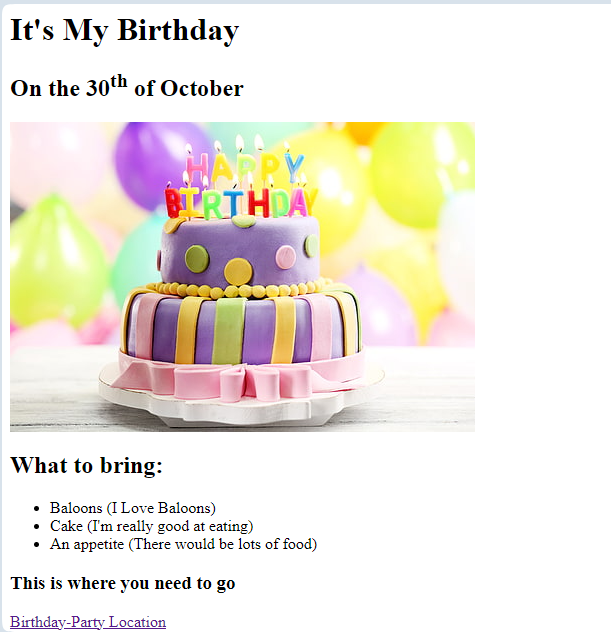 It's My Birthday
On the 30th of October
HAPPY
BIRTHDAY
What to bring:
Baloons (I Love Baloons)
Cake (I'm really good at eating)
An appetite (There would be lots of food)
This is where you need to go
Birthday-Party Location